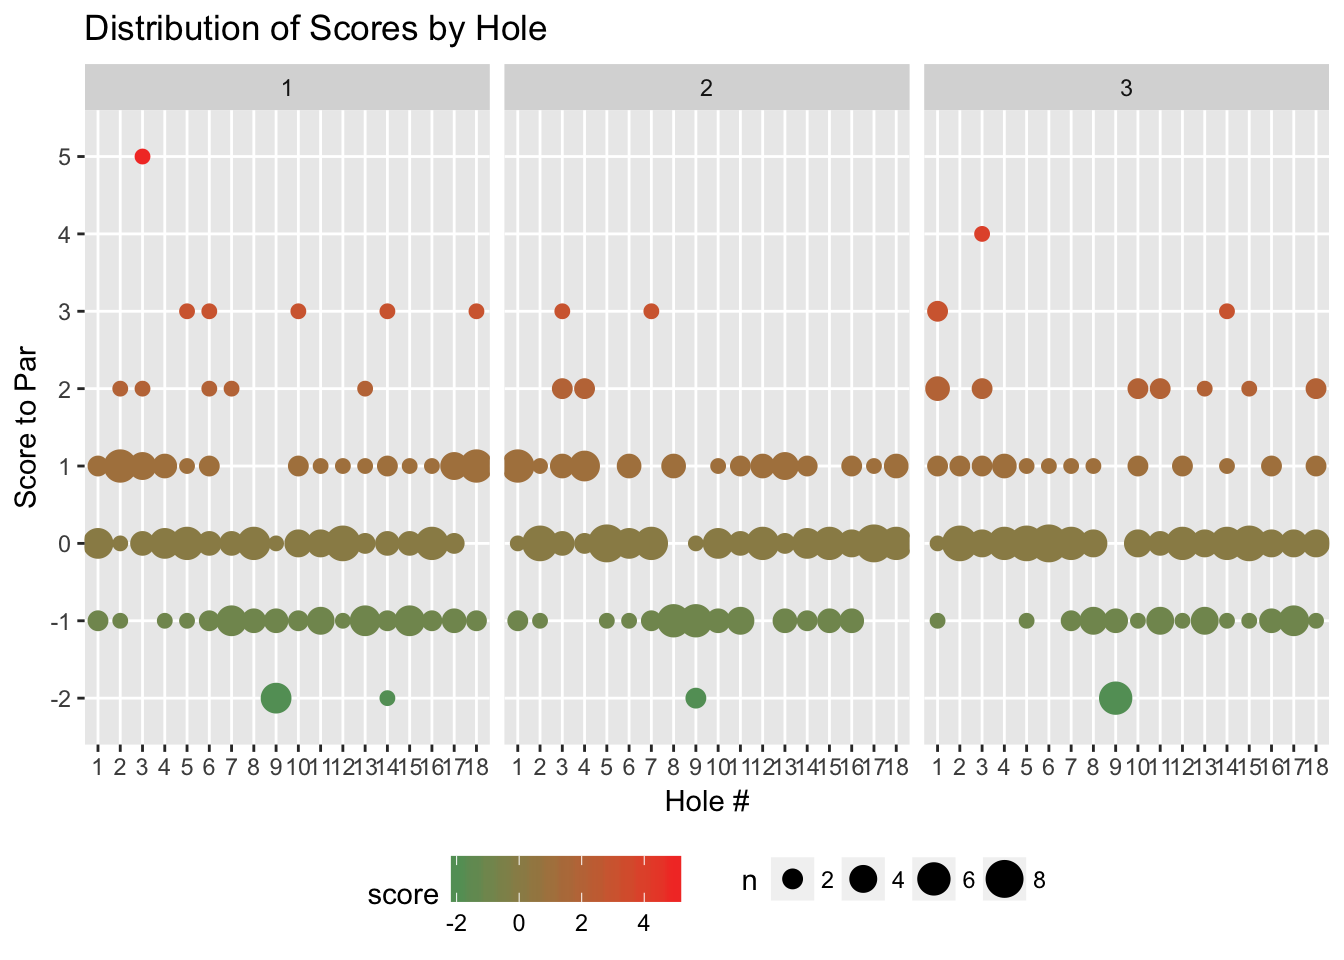 Distribution of Scores by Hole
1 2 3
Score to Par
5
4
3
2
1
0
-1
-2
1 2 3 4 5 6 7 8 9 10 11 12 13 14 15 16 17 18 1 2 3 4 5 6 7 8 9 10 11 12 13 14 15 16 17 18 1 2 3 4 5 6 7 8 9 10 11 12 13 14 15 16 17 18
Hole #
score
-2 0 2 4
n 2 4 6 8